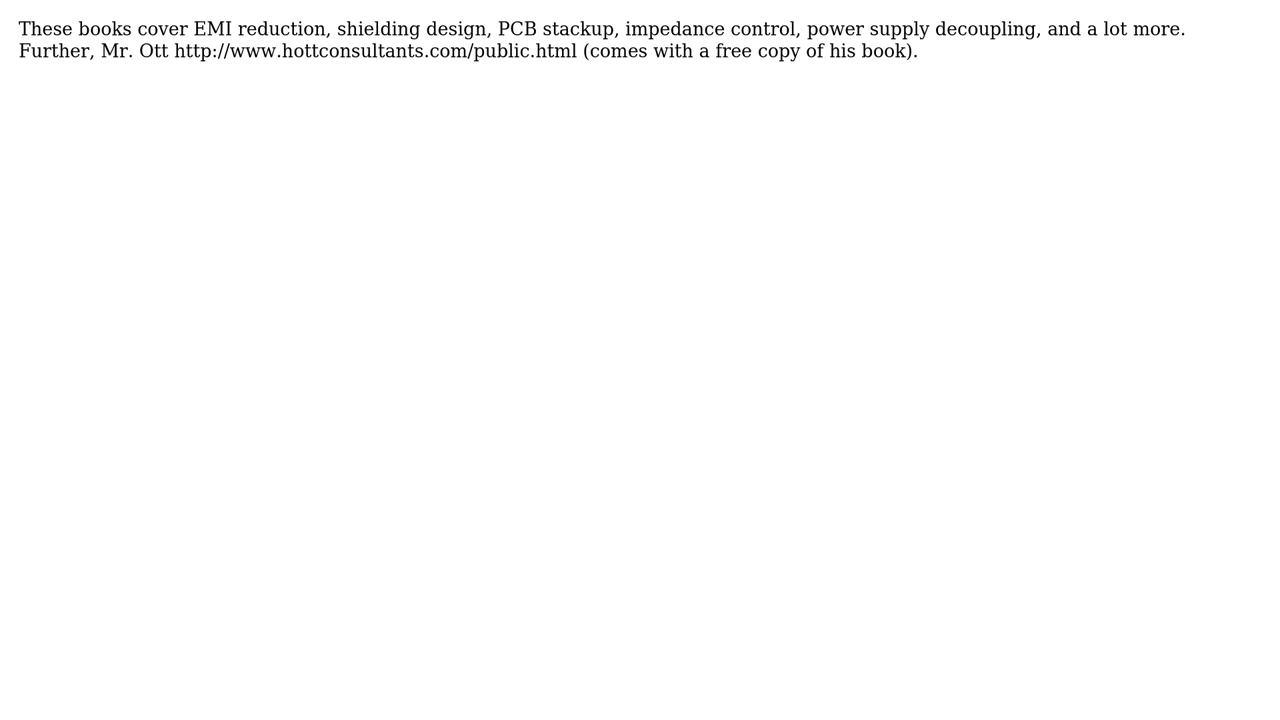 These books cover EMI reduction, shielding design, PCB stackup, impedance control, power supply decoupling, and a lot more.
Further, Mr. Ott http://www.hottconsultants.com/public.html (comes with a free copy of his book).